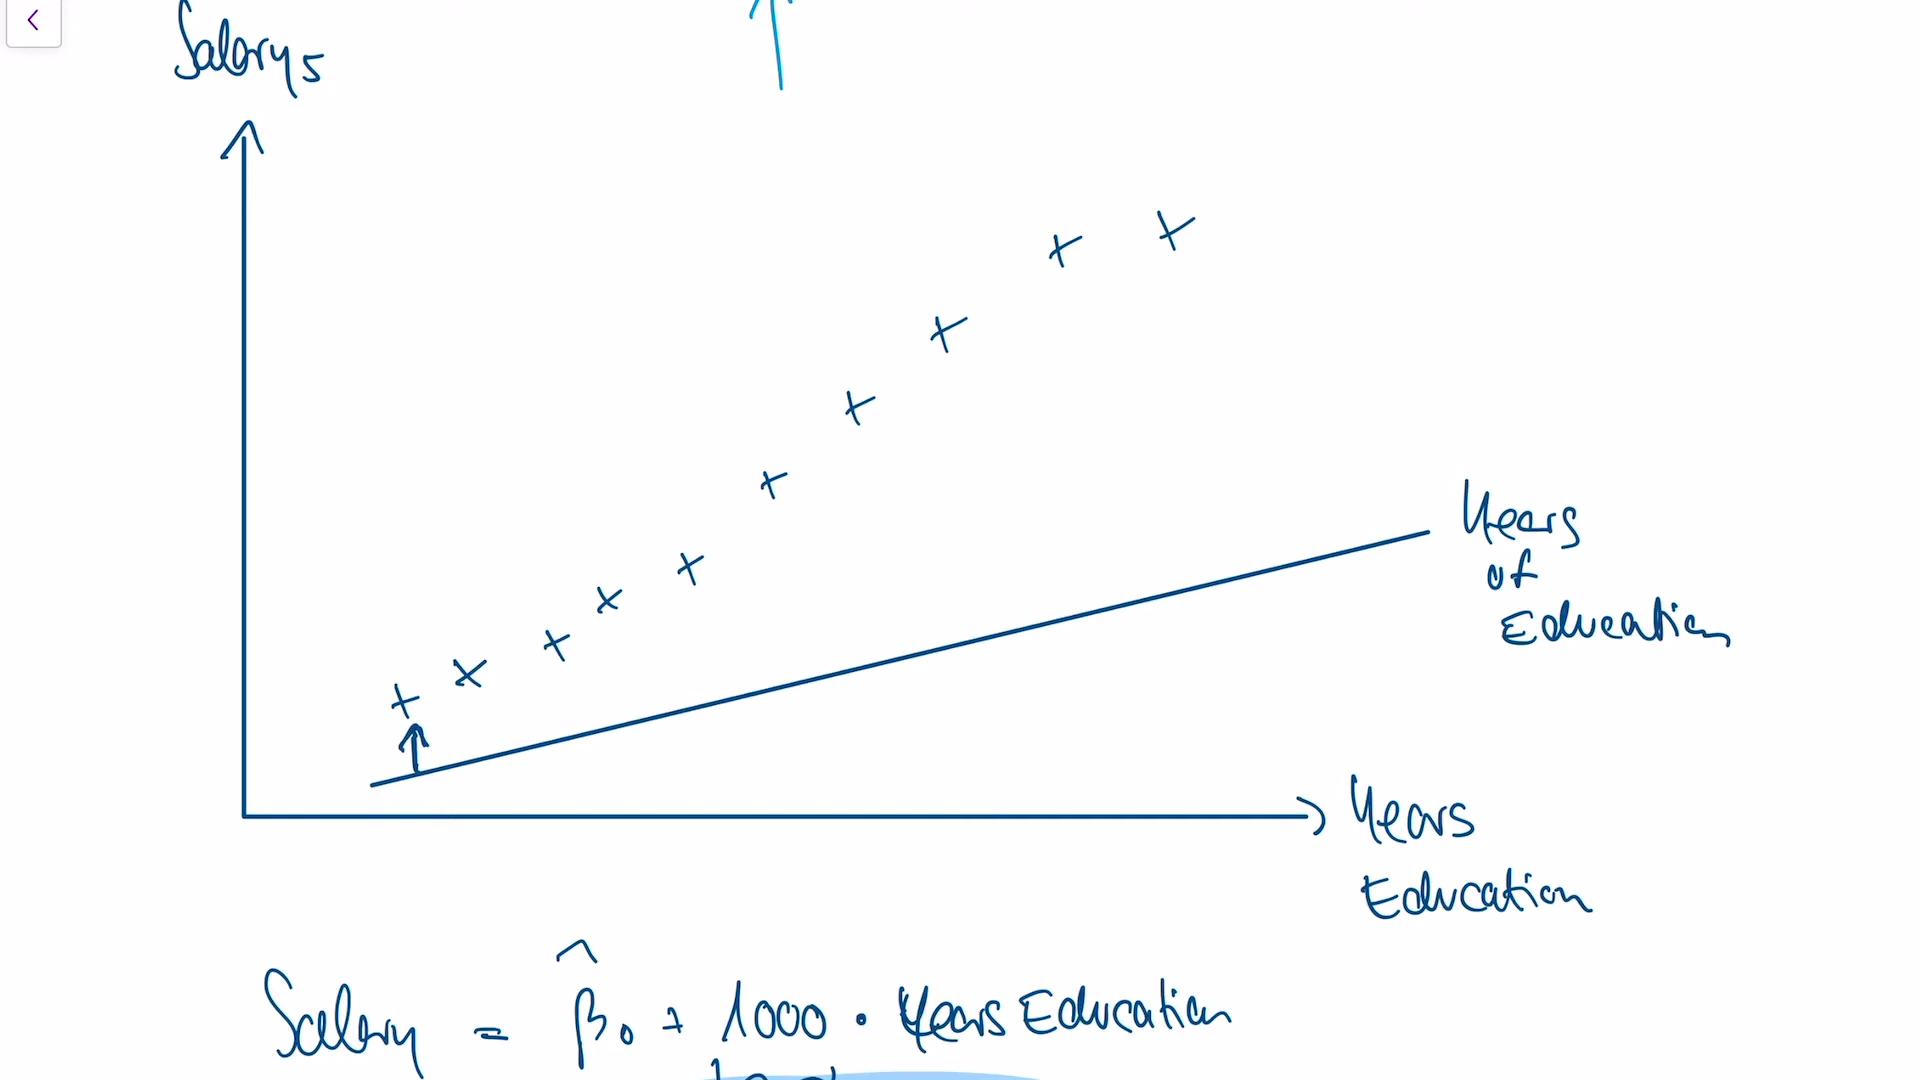 Salary s
Years
of
Education
Years
Education
Salary = β̂₀ + 1000 · Years Education